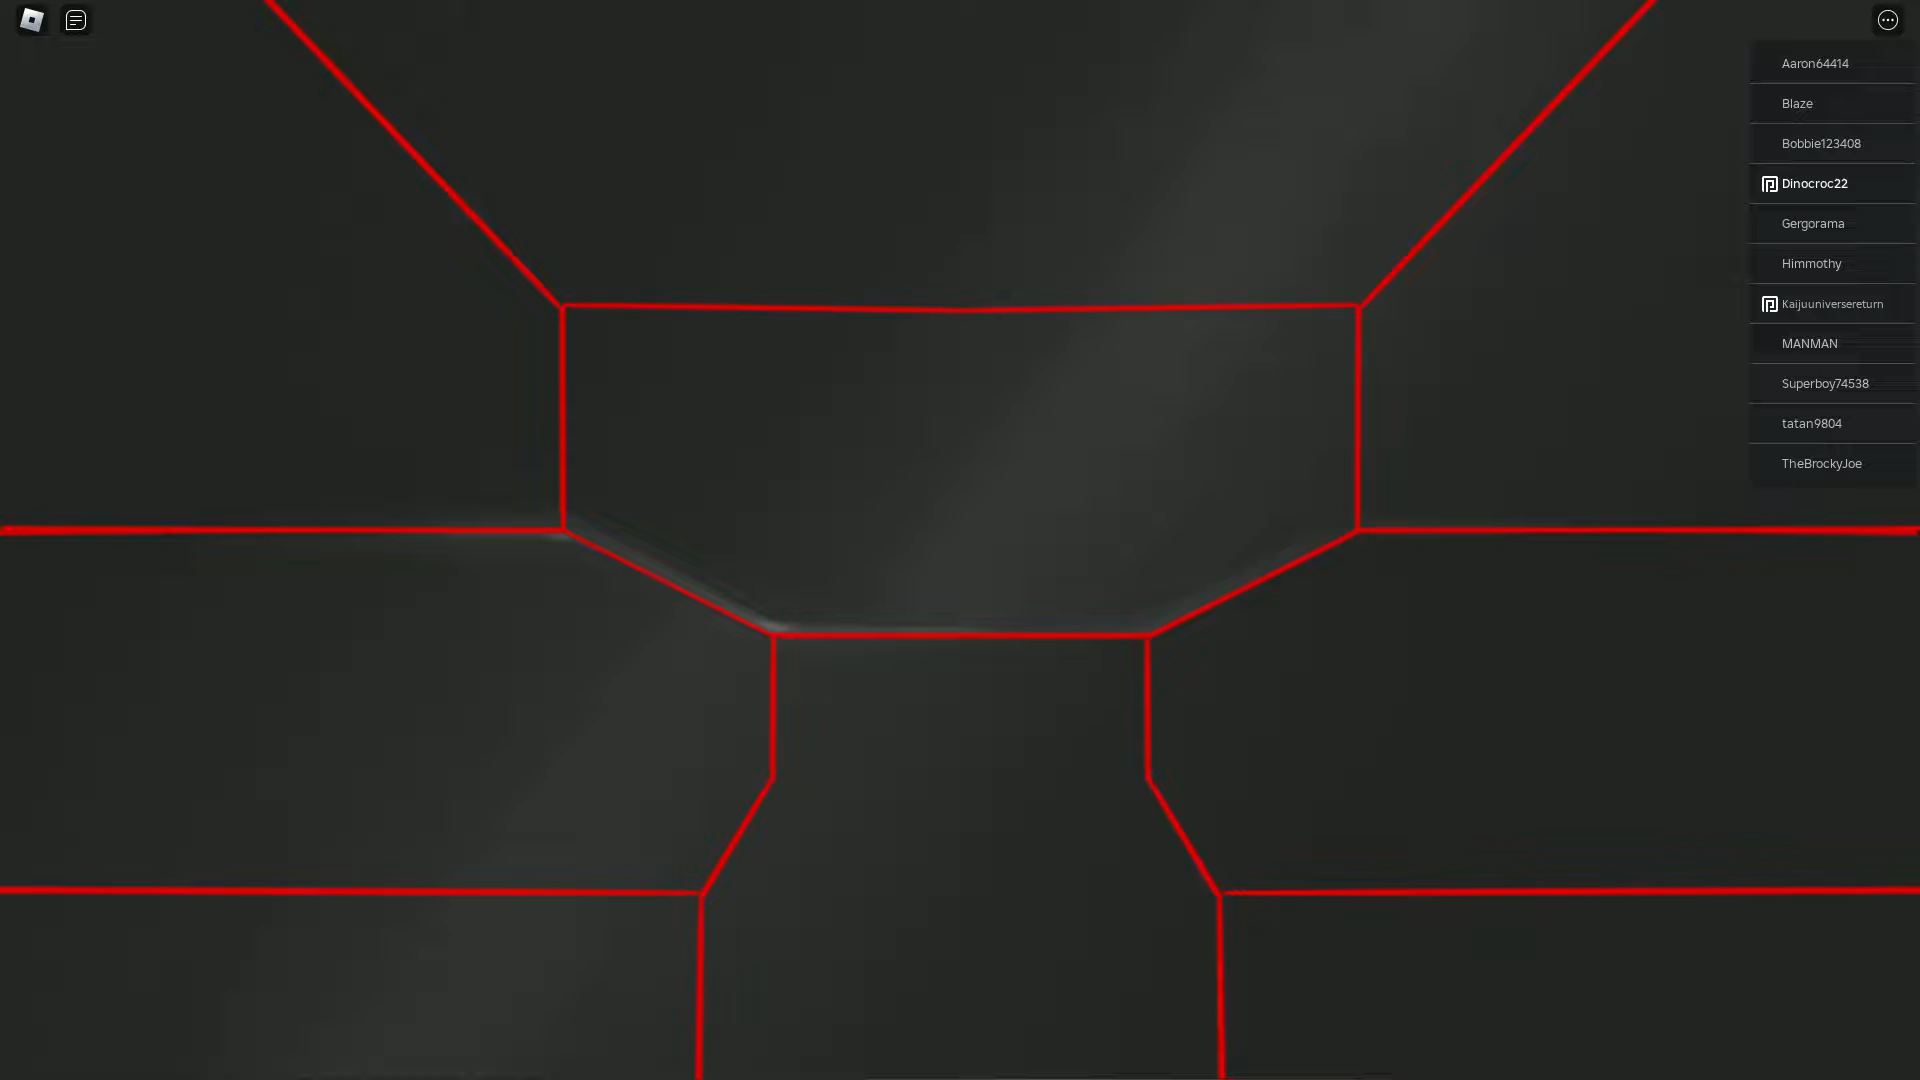 Aaron64414
Blaze
Bobbie123408
Dinocroc22
Gergorama
Himmothy
Kaijuuniversereturn
MANMAN
Superboy74538
tatan9804
TheBrockyJoe